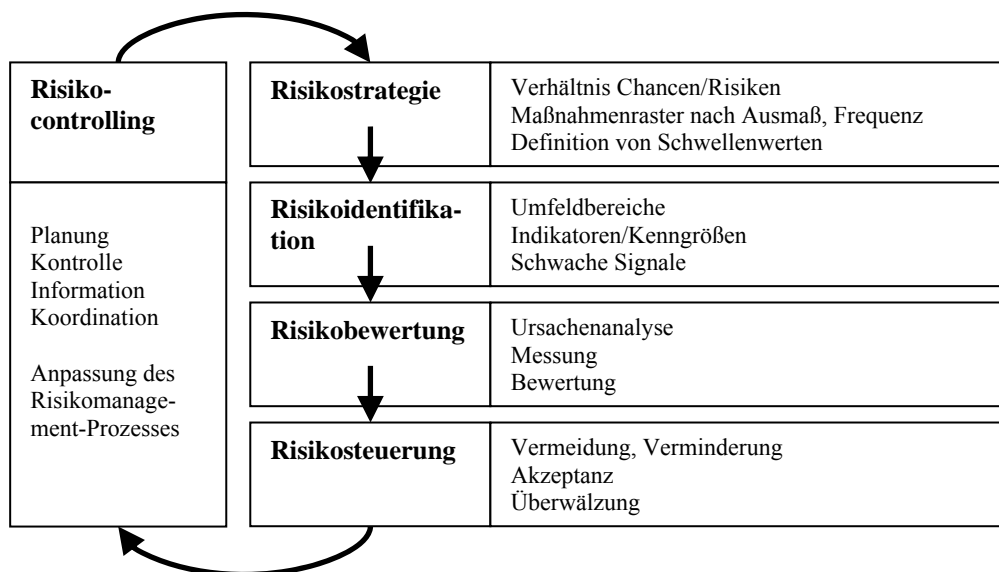 Risiko-
controlling
Planung
Kontrolle
Information
Koordination
Anpassung des
Risikomanage-
ment-Prozesses
Risikostrategie
Verhältnis Chancen/Risiken
Maßnahmenraster nach Ausmaß, Frequenz
Definition von Schwellenwerten
Risikoidentifika-
tion
Umfeldbereiche
Indikatoren/Kenngrößen
Schwache Signale
Risikobewertung
Ursachenanalyse
Messung
Bewertung
Risikosteuerung
Vermeidung, Verminderung
Akzeptanz
Überwälzung